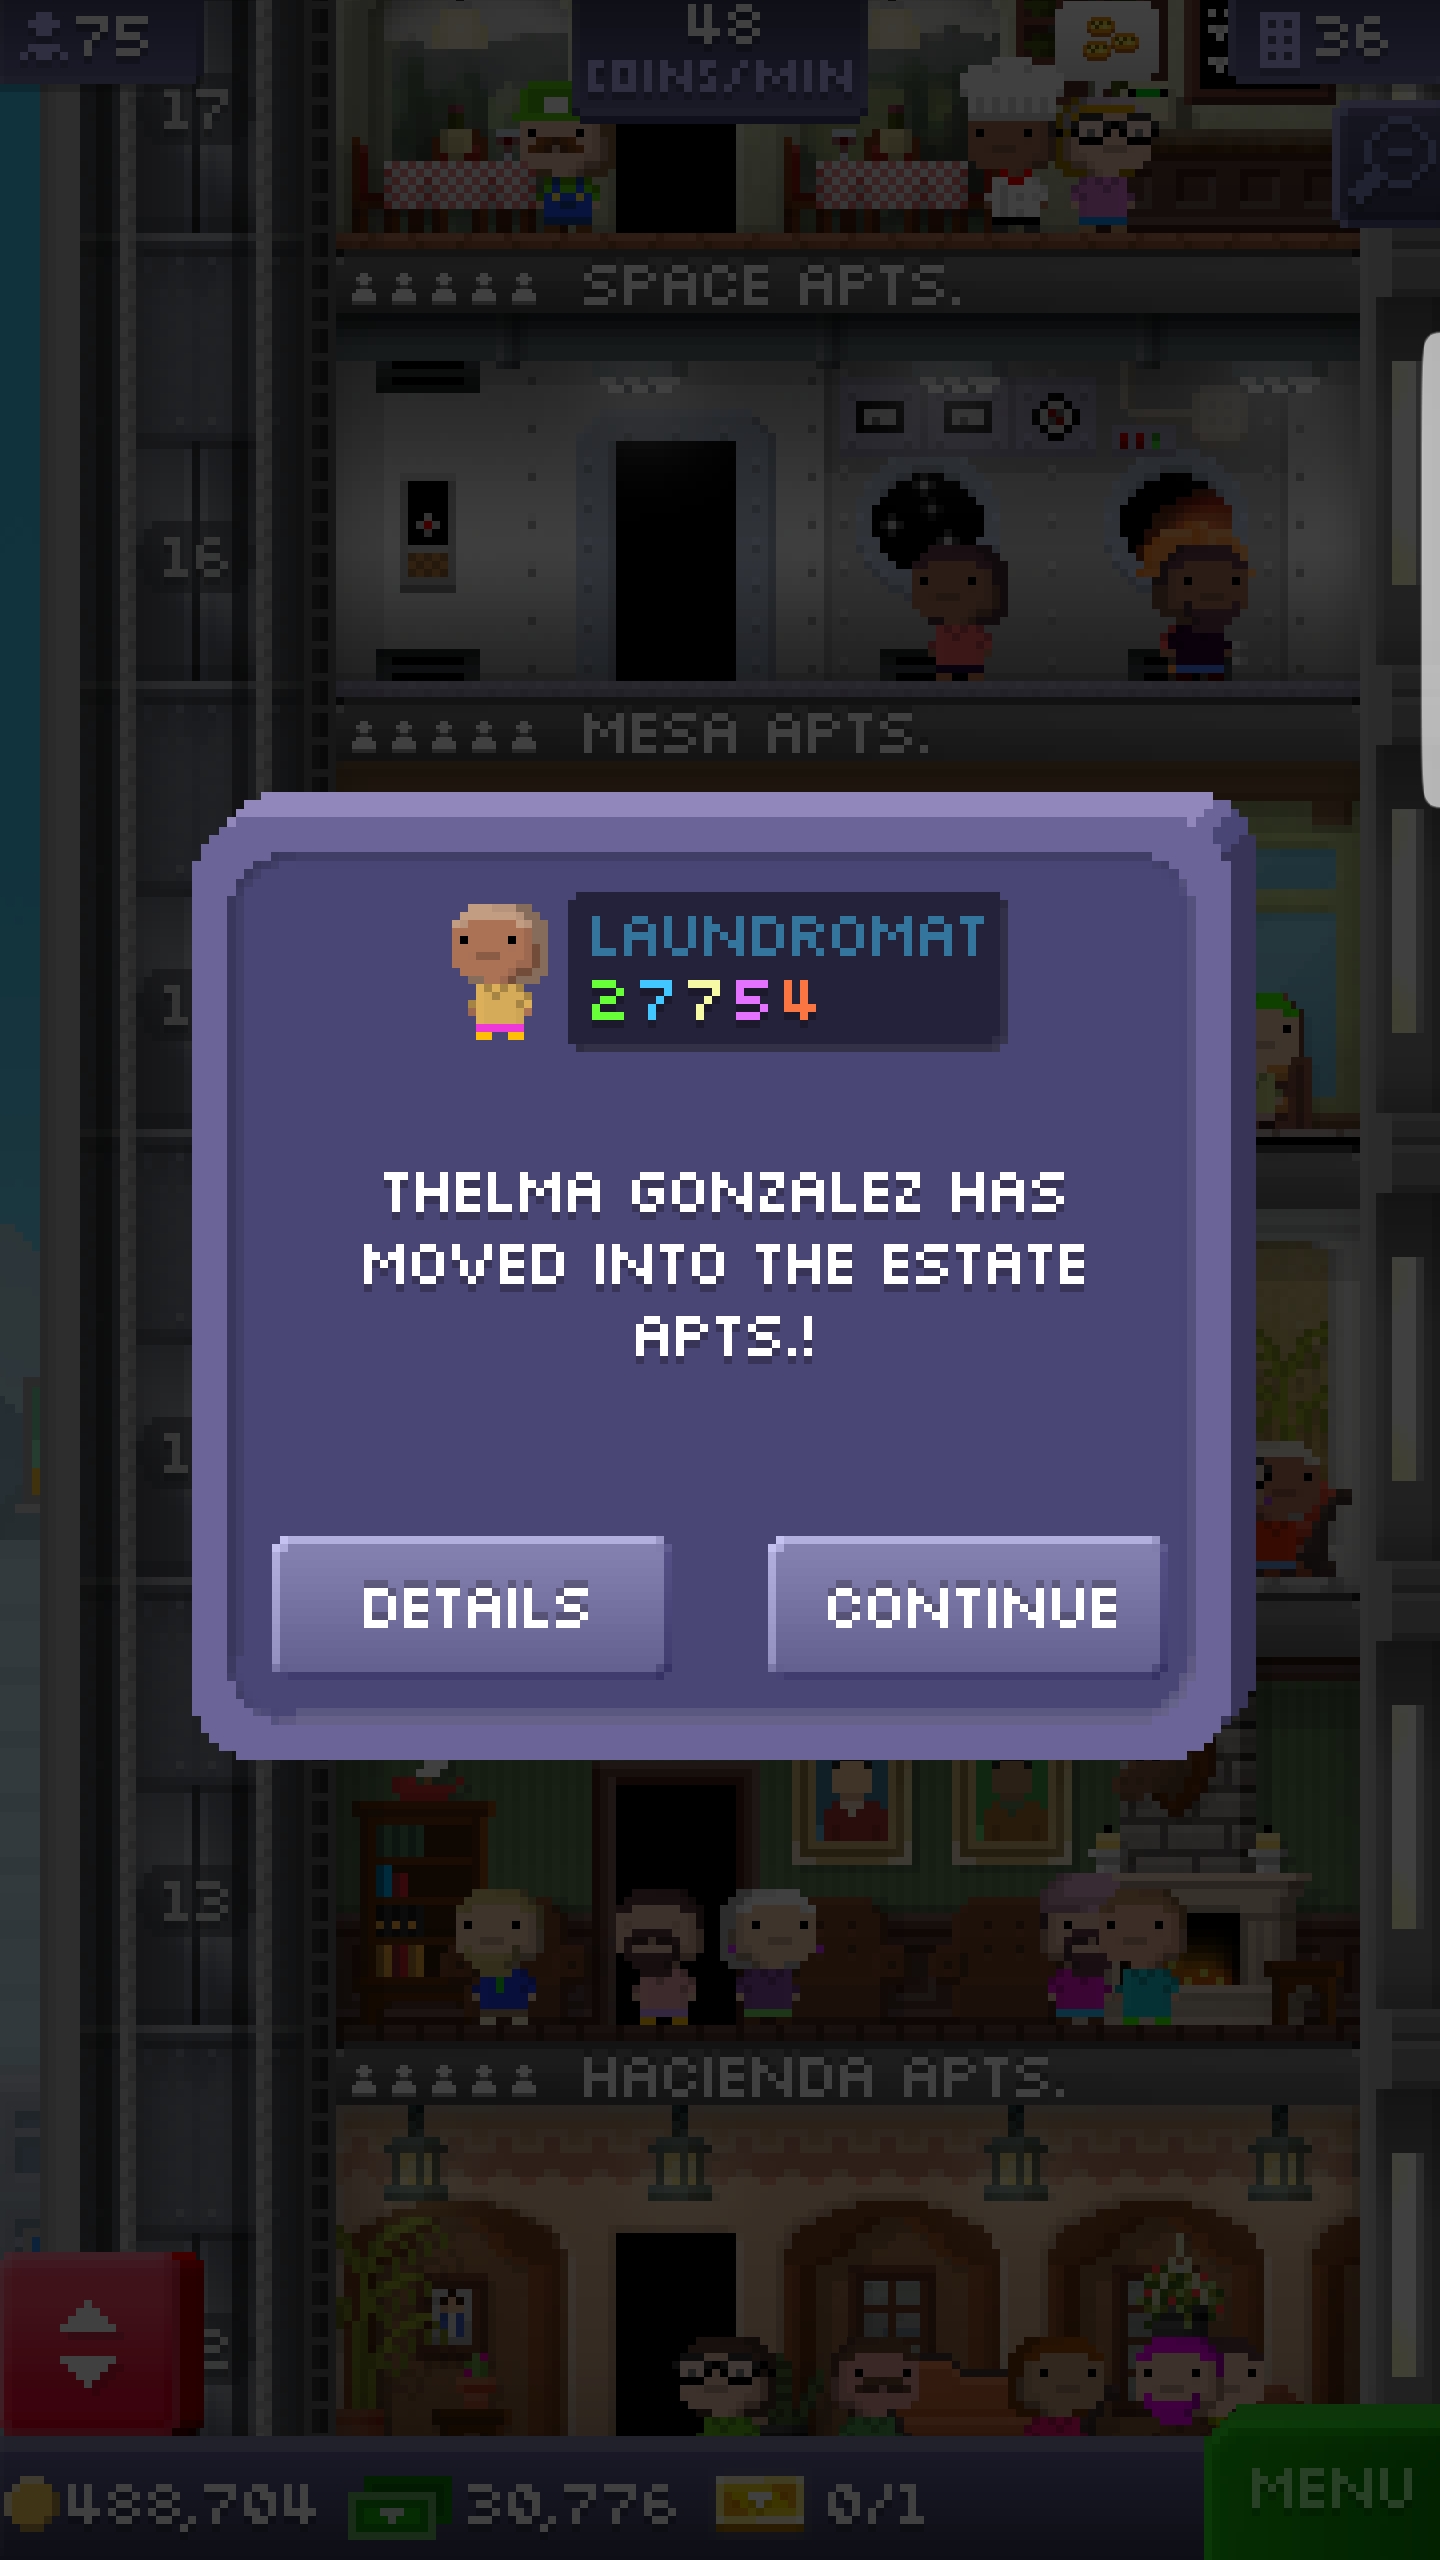 75
48
COINS/MIN
36
17
SPACE APTS.
16
MESA APTS.
LAUNDROMAT
27754
THELMA GONZALEZ HAS
MOVED INTO THE ESTATE
APTS.!
DETAILS
CONTINUE
13
HACIENDA APTS.
488,704
30,776
0/1
MENU